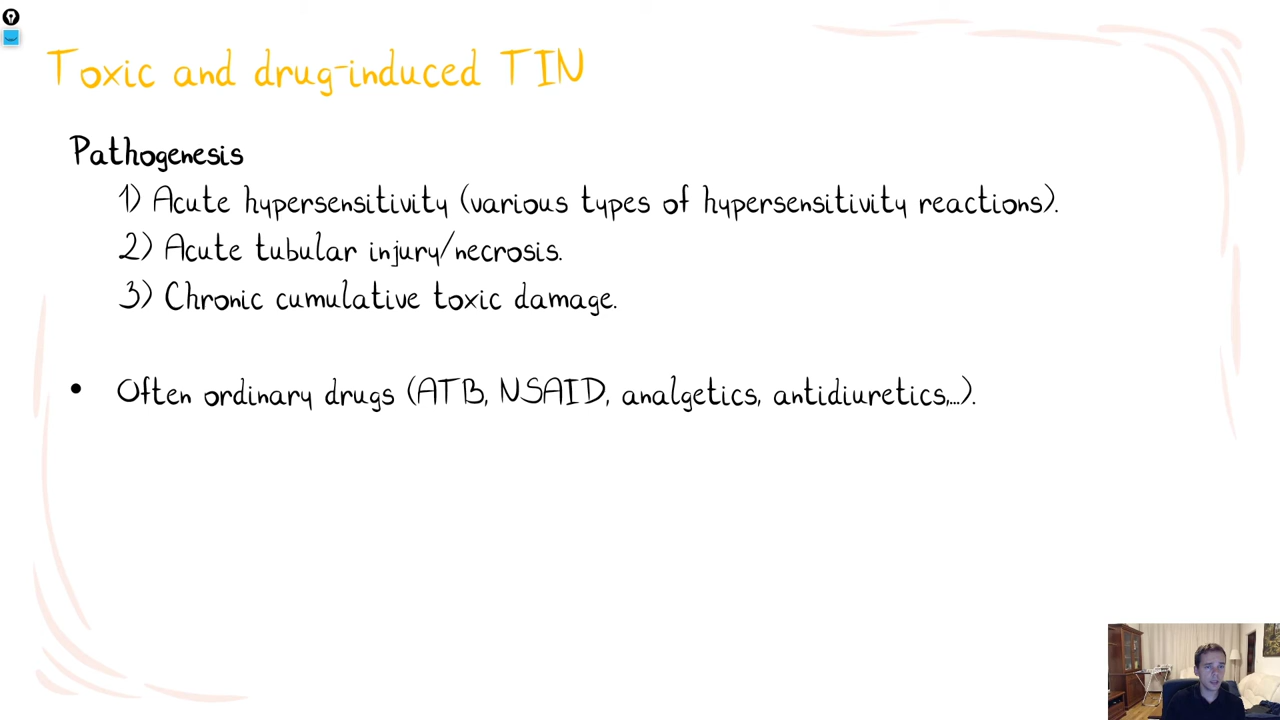 Toxic and drug-induced TIN
Pathogenesis
1) Acute hypersensitivity (various types of hypersensitivity reactions).
2) Acute tubular injury/necrosis.
3) Chronic cumulative toxic damage.
• Often ordinary drugs (ATB, NSAID, analgetics, antidiuretics,...).